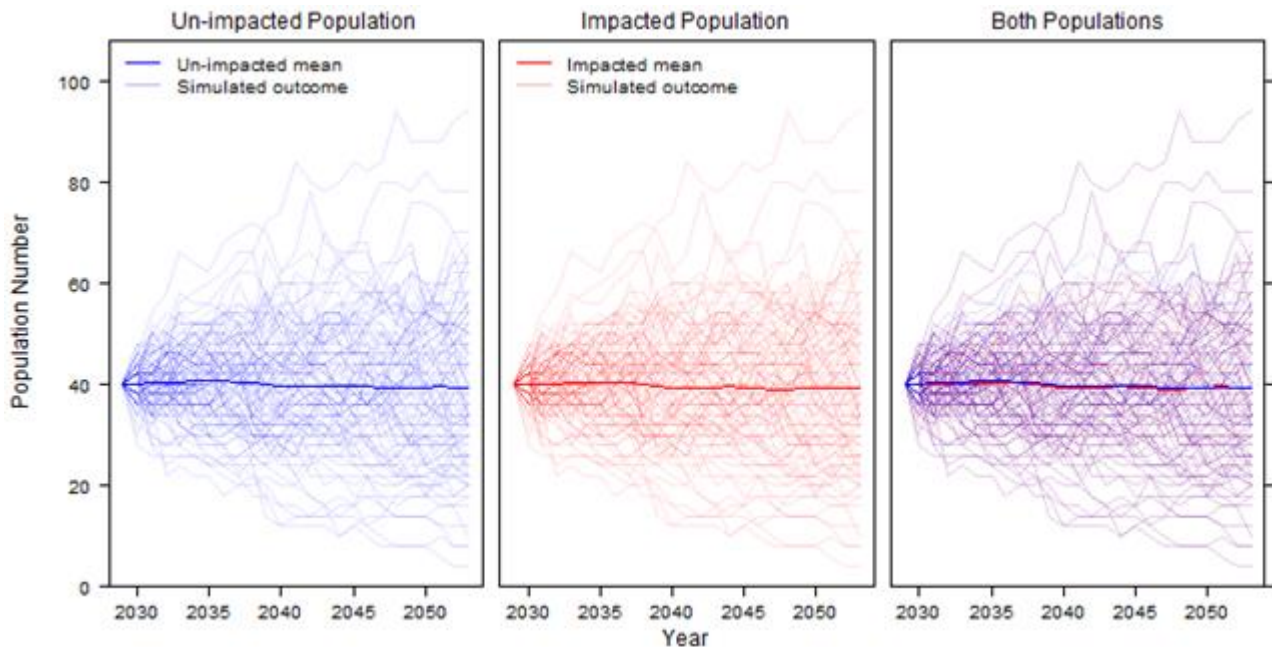 Un-impacted Population
Impacted Population
Both Populations
Un-impacted mean
Simulated outcome
Impacted mean
Simulated outcome
100
80
60
40
20
0
Population Number
2030 2035 2040 2045 2050
2030 2035 2040 2045 2050
2030 2035 2040 2045 2050
Year